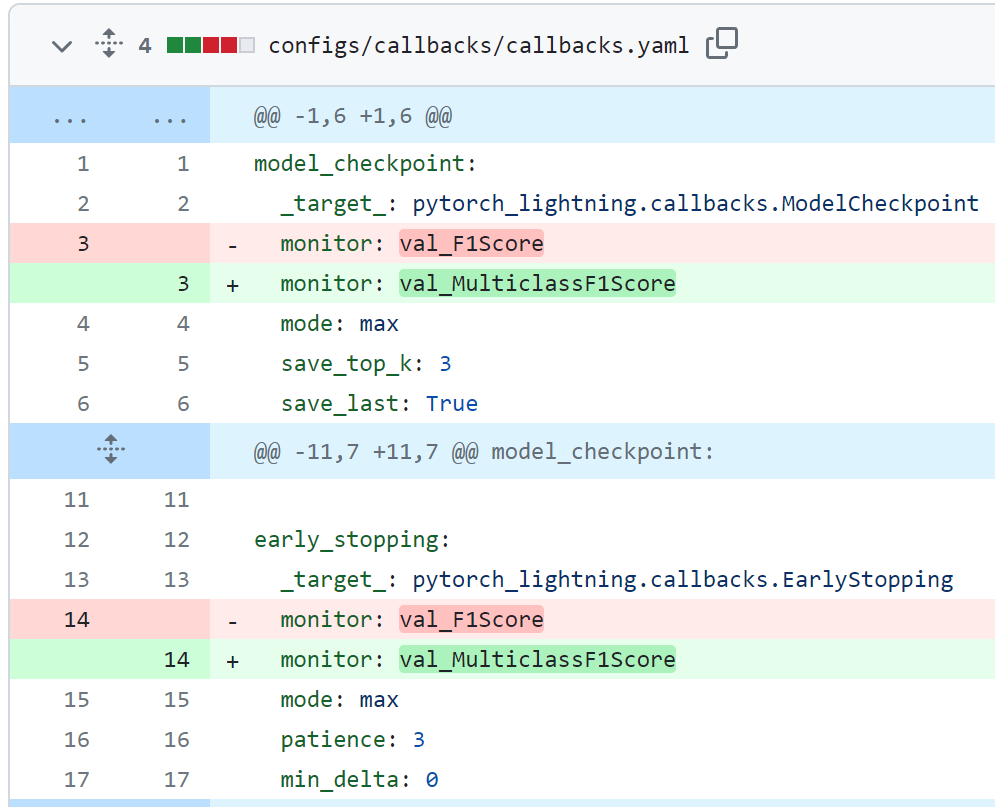 4 configs/callbacks/callbacks.yaml
... ... @@ -1,6 +1,6 @@
1 1 model_checkpoint:
2 2 _target_: pytorch_lightning.callbacks.ModelCheckpoint
3 - monitor: val_F1Score
3 + monitor: val_MulticlassF1Score
4 4 mode: max
5 5 save_top_k: 3
6 6 save_last: True
@@ -11,7 +11,7 @@ model_checkpoint:
11 11
12 12 early_stopping:
13 13 _target_: pytorch_lightning.callbacks.EarlyStopping
14 - monitor: val_F1Score
14 + monitor: val_MulticlassF1Score
15 15 mode: max
16 16 patience: 3
17 17 min_delta: 0